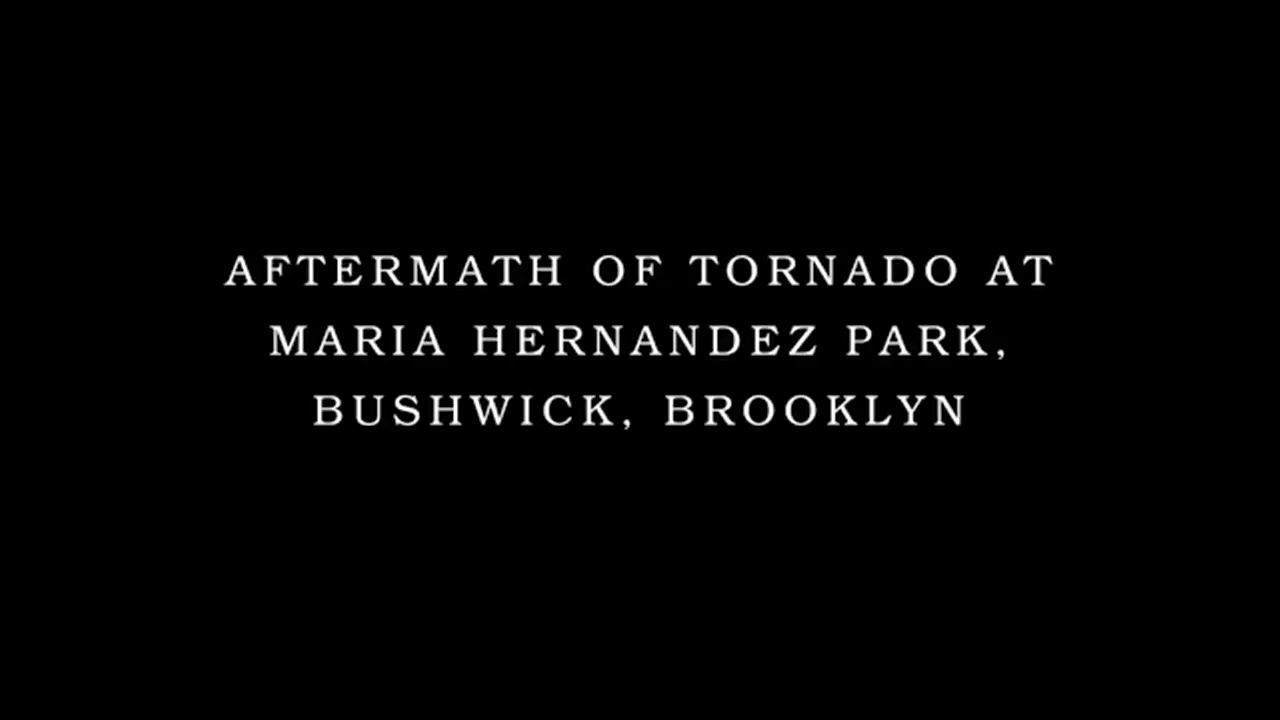 AFTERMATH OF TORNADO AT
MARIA HERNANDEZ PARK,
BUSHWICK, BROOKLYN